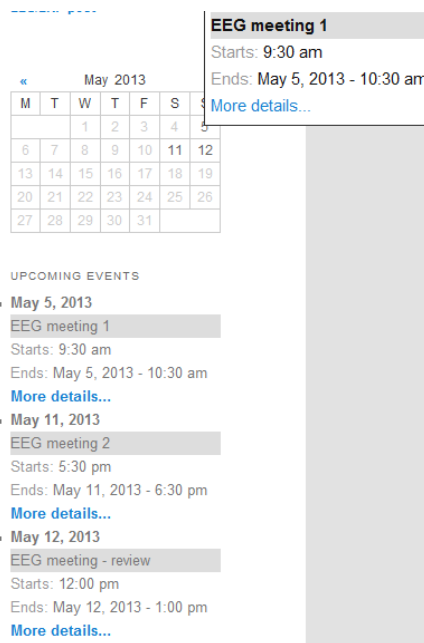 EEG meeting 1
Starts: 9:30 am
Ends: May 5, 2013 - 10:30 am
More details...
« May 2013
M T W T F S
1 2 3 4 5
6 7 8 9 10 11 12
13 14 15 16 17 18 19
20 21 22 23 24 25 26
27 28 29 30 31
UPCOMING EVENTS
May 5, 2013
EEG meeting 1
Starts: 9:30 am
Ends: May 5, 2013 - 10:30 am
More details...
May 11, 2013
EEG meeting 2
Starts: 5:30 pm
Ends: May 11, 2013 - 6:30 pm
More details...
May 12, 2013
EEG meeting - review
Starts: 12:00 pm
Ends: May 12, 2013 - 1:00 pm
More details...